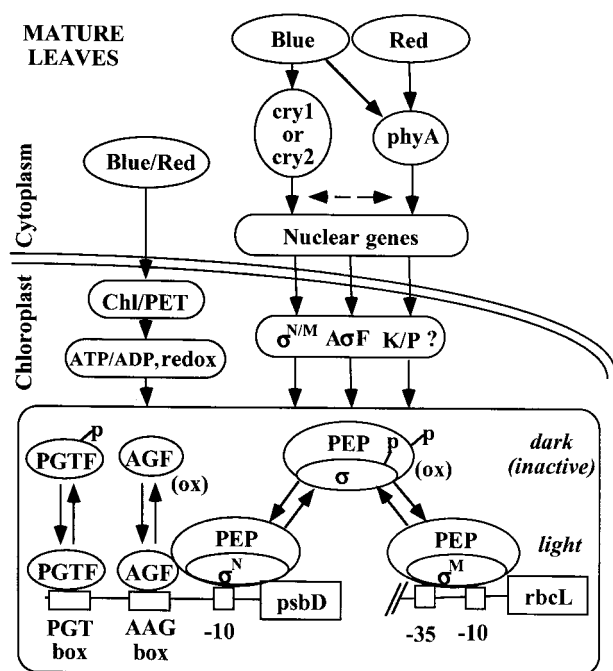 MATURE
LEAVES
Blue
Red
cry1
or
cry2
phyA
Blue/Red
Cytoplasm
Nuclear genes
Chloroplast
Chl/PET
σN/M AσF K/P ?
ATP/ADP, redox
p
PGTF
AGF
(ox)
PEP
p
p
σ
(ox)
dark
(inactive)
PGTF
AGF
PEP
σN
psbD
PEP
σM
light
rbcL
PGT
box
AAG
box
-10
-35
-10